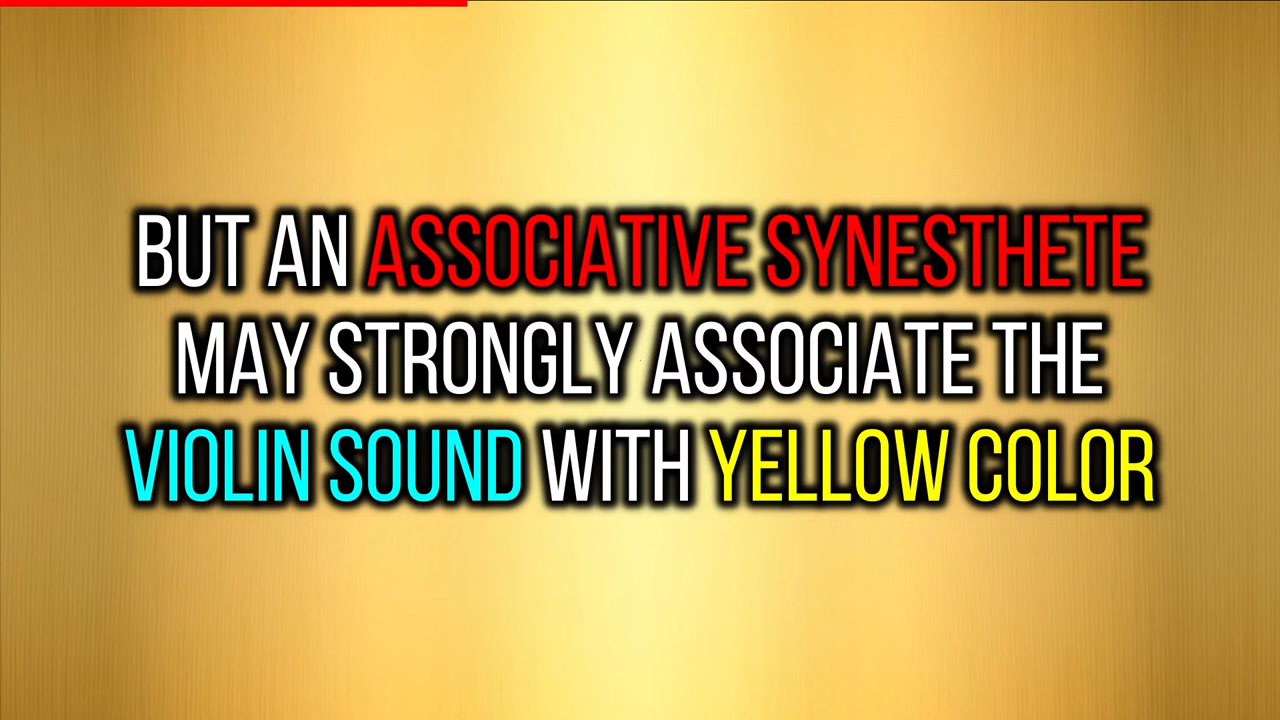 BUT AN ASSOCIATIVE SYNESTHETE
MAY STRONGLY ASSOCIATE THE
VIOLIN SOUND WITH YELLOW COLOR